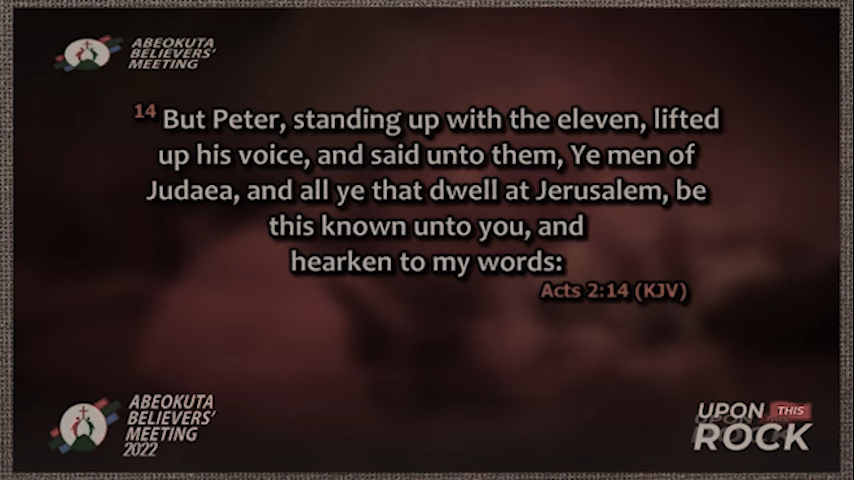 ABEOKUTA
BELIEVERS'
MEETING
14 But Peter, standing up with the eleven, lifted
up his voice, and said unto them, Ye men of
Judaea, and all ye that dwell at Jerusalem, be
this known unto you, and
hearken to my words:
Acts 2:14 (KJV)
ABEOKUTA
BELIEVERS'
MEETING
2022
UPON THIS
ROCK